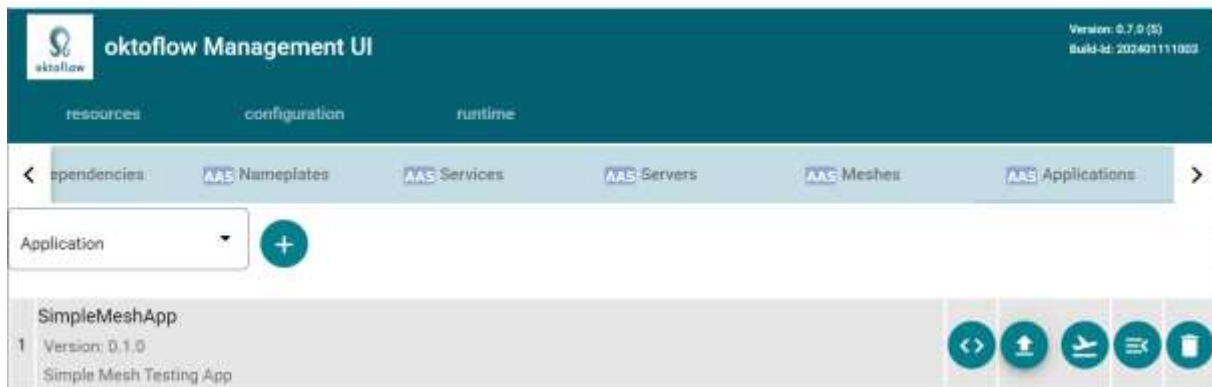 oktoflow
oktoflow Management UI
Version: 0.7.0 (S)
Build-Id: 202401111003
resources configuration runtime
ependencies AAS Nameplates AAS Services AAS Servers AAS Meshes AAS Applications
Application
SimpleMeshApp
1 Version: 0.1.0
Simple Mesh Testing App